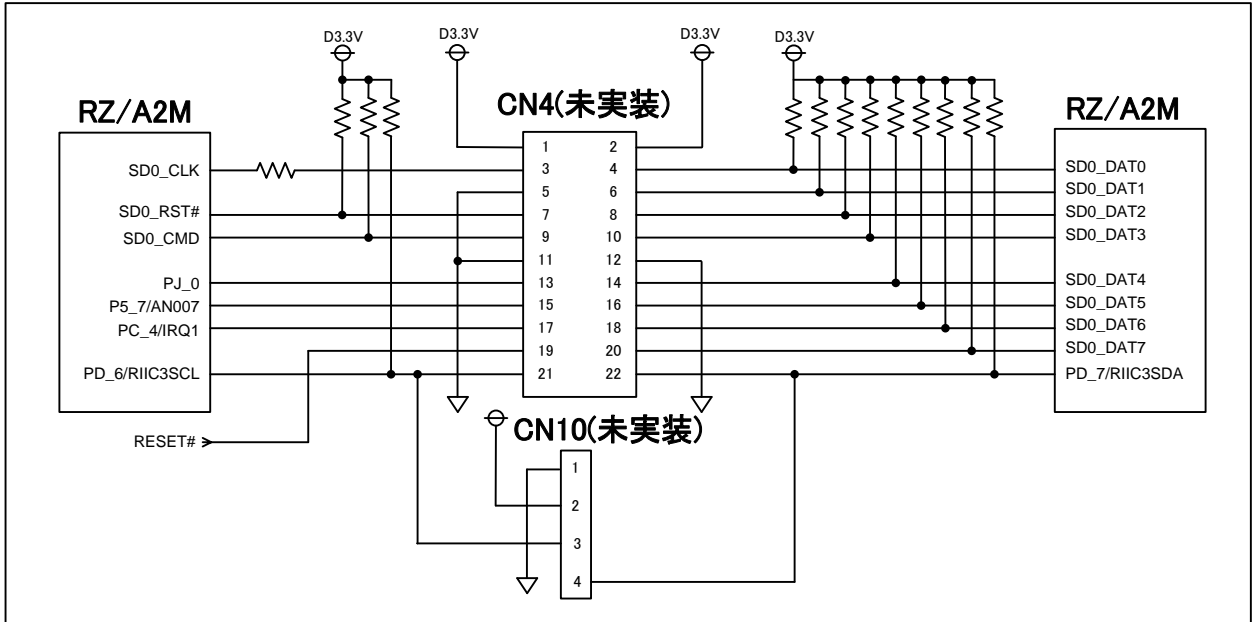 D3.3V
D3.3V
D3.3V
D3.3V
RZ/A2M
CN4(未実装)
RZ/A2M
1 2
SD0_CLK 3 4 SD0_DAT0
5 6 SD0_DAT1
SD0_RST# 7 8 SD0_DAT2
SD0_CMD 9 10 SD0_DAT3
11 12
PJ_0 13 14 SD0_DAT4
P5_7/AN007 15 16 SD0_DAT5
PC_4/IRQ1 17 18 SD0_DAT6
19 20 SD0_DAT7
PD_6/RIIC3SCL 21 22 PD_7/RIIC3SDA
RESET#
CN10(未実装)
1
2
3
4